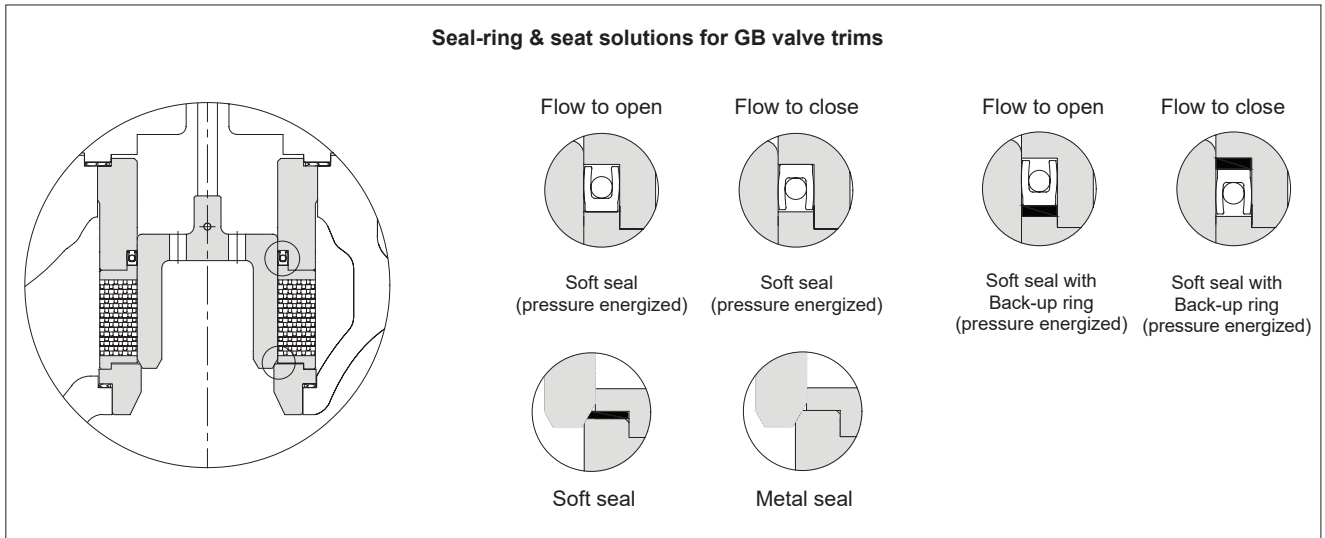 Seal-ring & seat solutions for GB valve trims
Flow to open
Flow to close
Flow to open
Flow to close
Soft seal
(pressure energized)
Soft seal
(pressure energized)
Soft seal with
Back-up ring
(pressure energized)
Soft seal with
Back-up ring
(pressure energized)
Soft seal
Metal seal